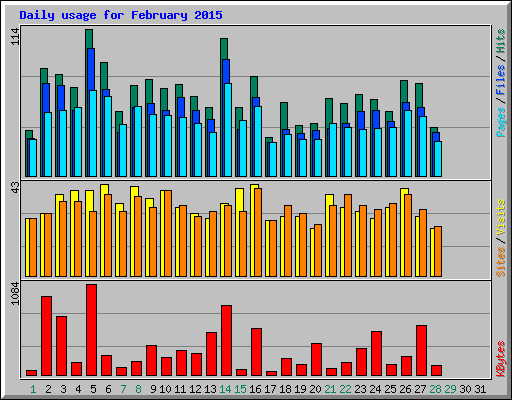 Daily usage for February 2015
114
Pages / Files / Hits
43
Sites / Visits
1084
KBytes
1 2 3 4 5 6 7 8 9 10 11 12 13 14 15 16 17 18 19 20 21 22 23 24 25 26 27 28 29 30 31